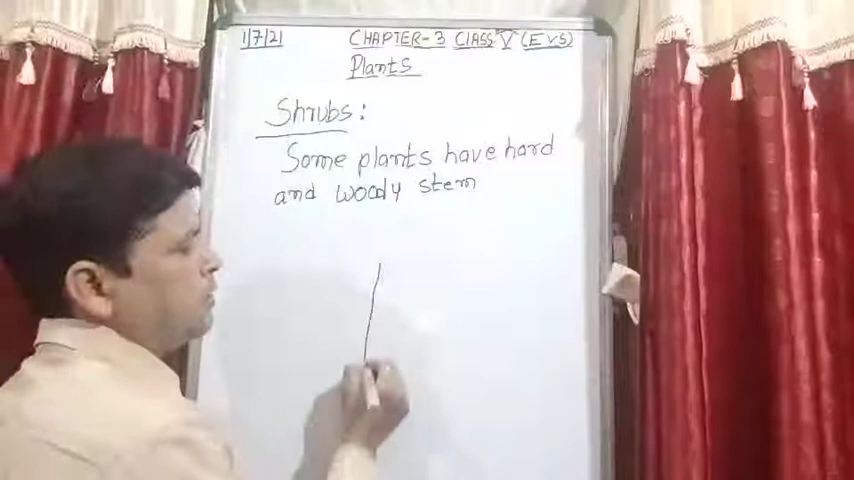 1/7/21 CHAPTER-3 CLASS-V (EVS)
Plants
Shrubs:
Some plants have hard
and woody stem